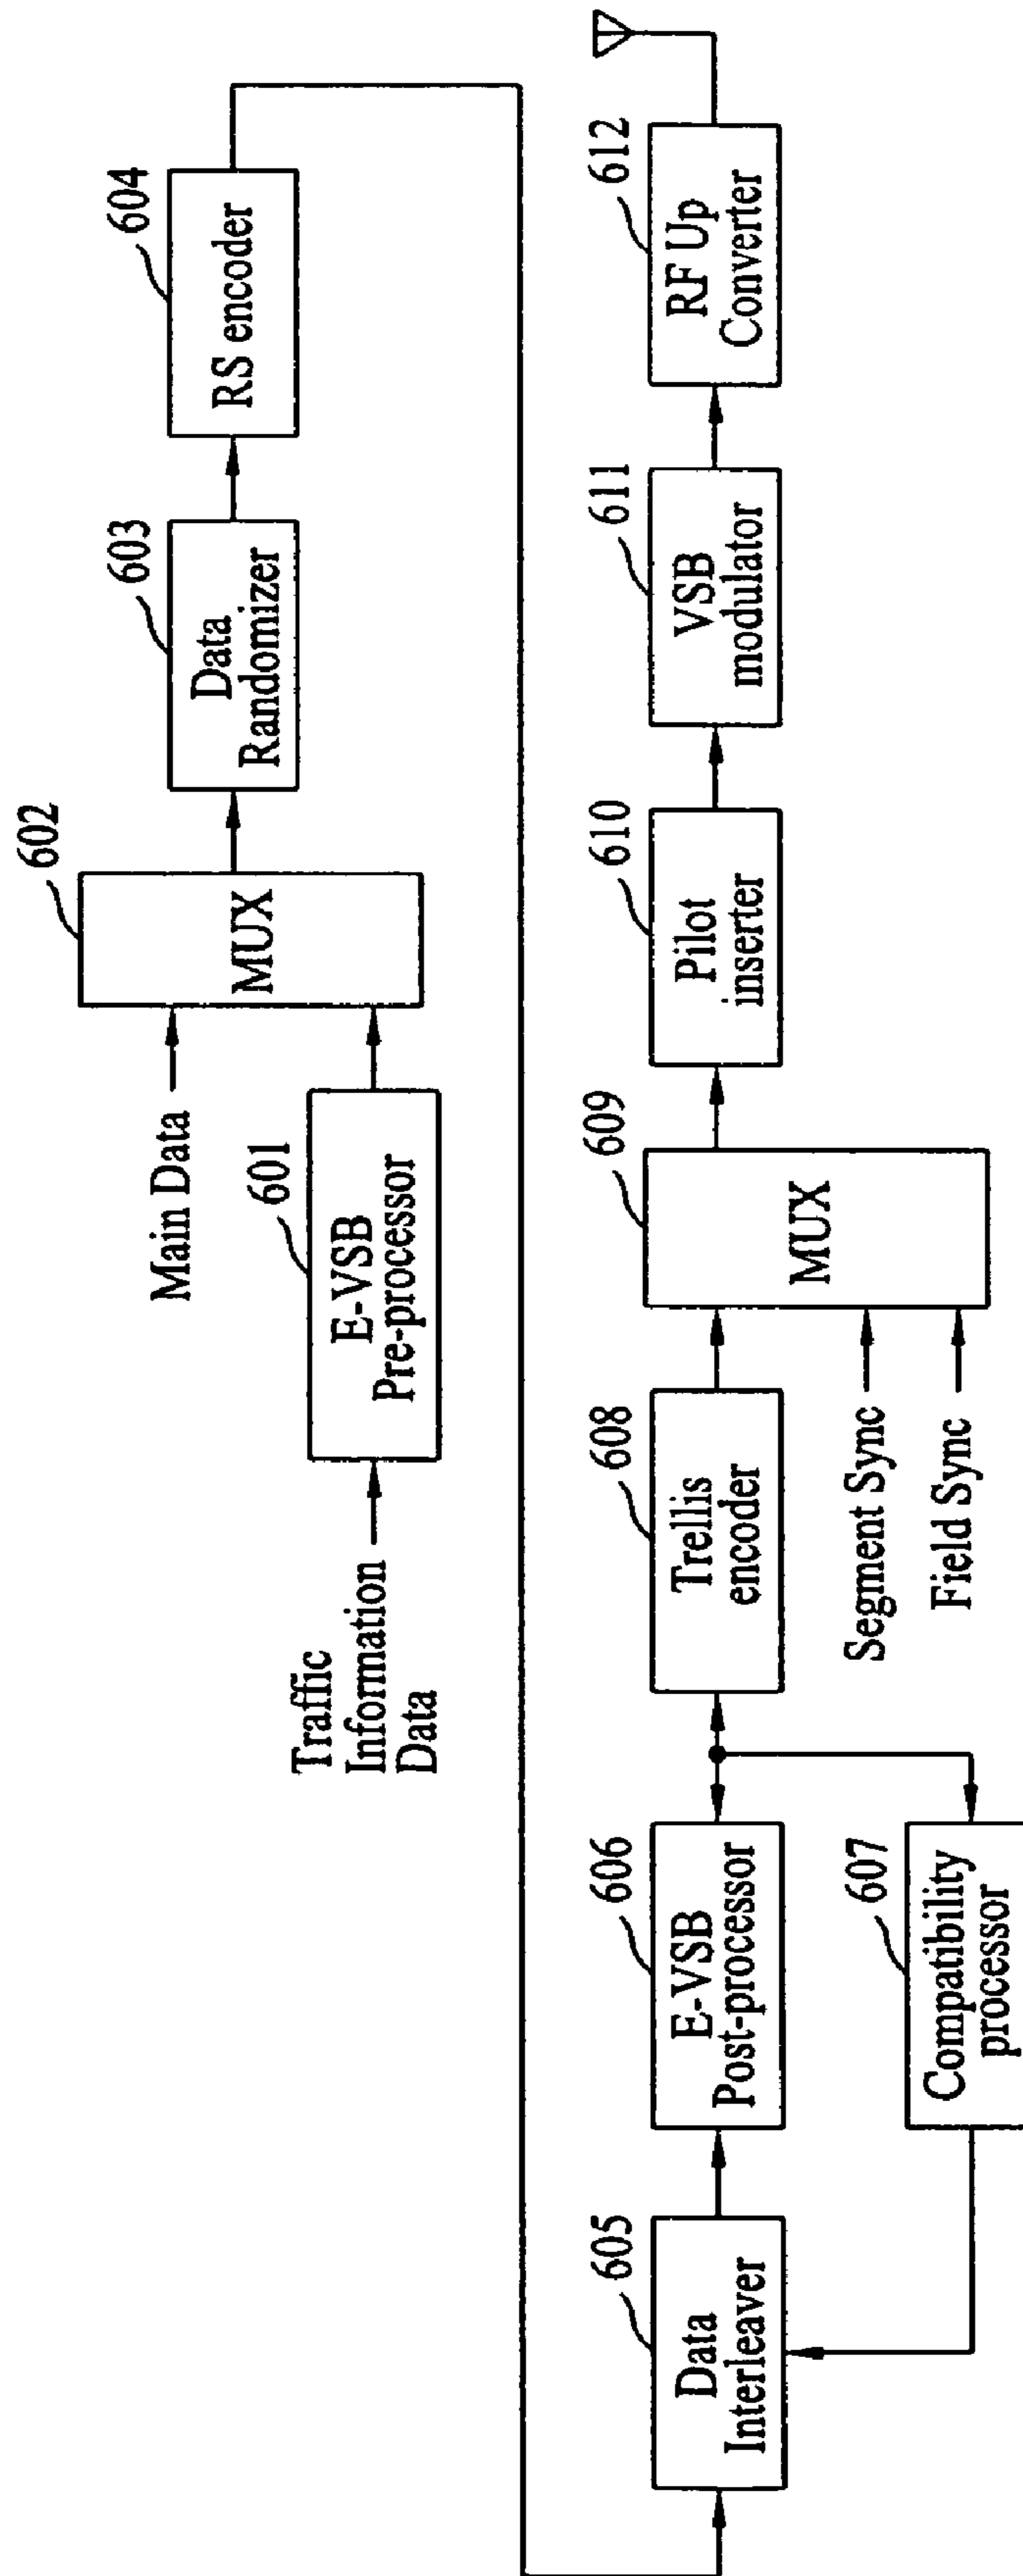 Traffic
Information
Data
601
E-VSB
Pre-processor
Main Data
602
MUX
603
Data
Randomizer
604
RS encoder
605
Data
Interleaver
606
E-VSB
Post-processor
607
Compatibility
processor
608
Trellis
encoder
Segment Sync
Field Sync
609
MUX
610
Pilot
inserter
611
VSB
modulator
612
RF Up
Converter